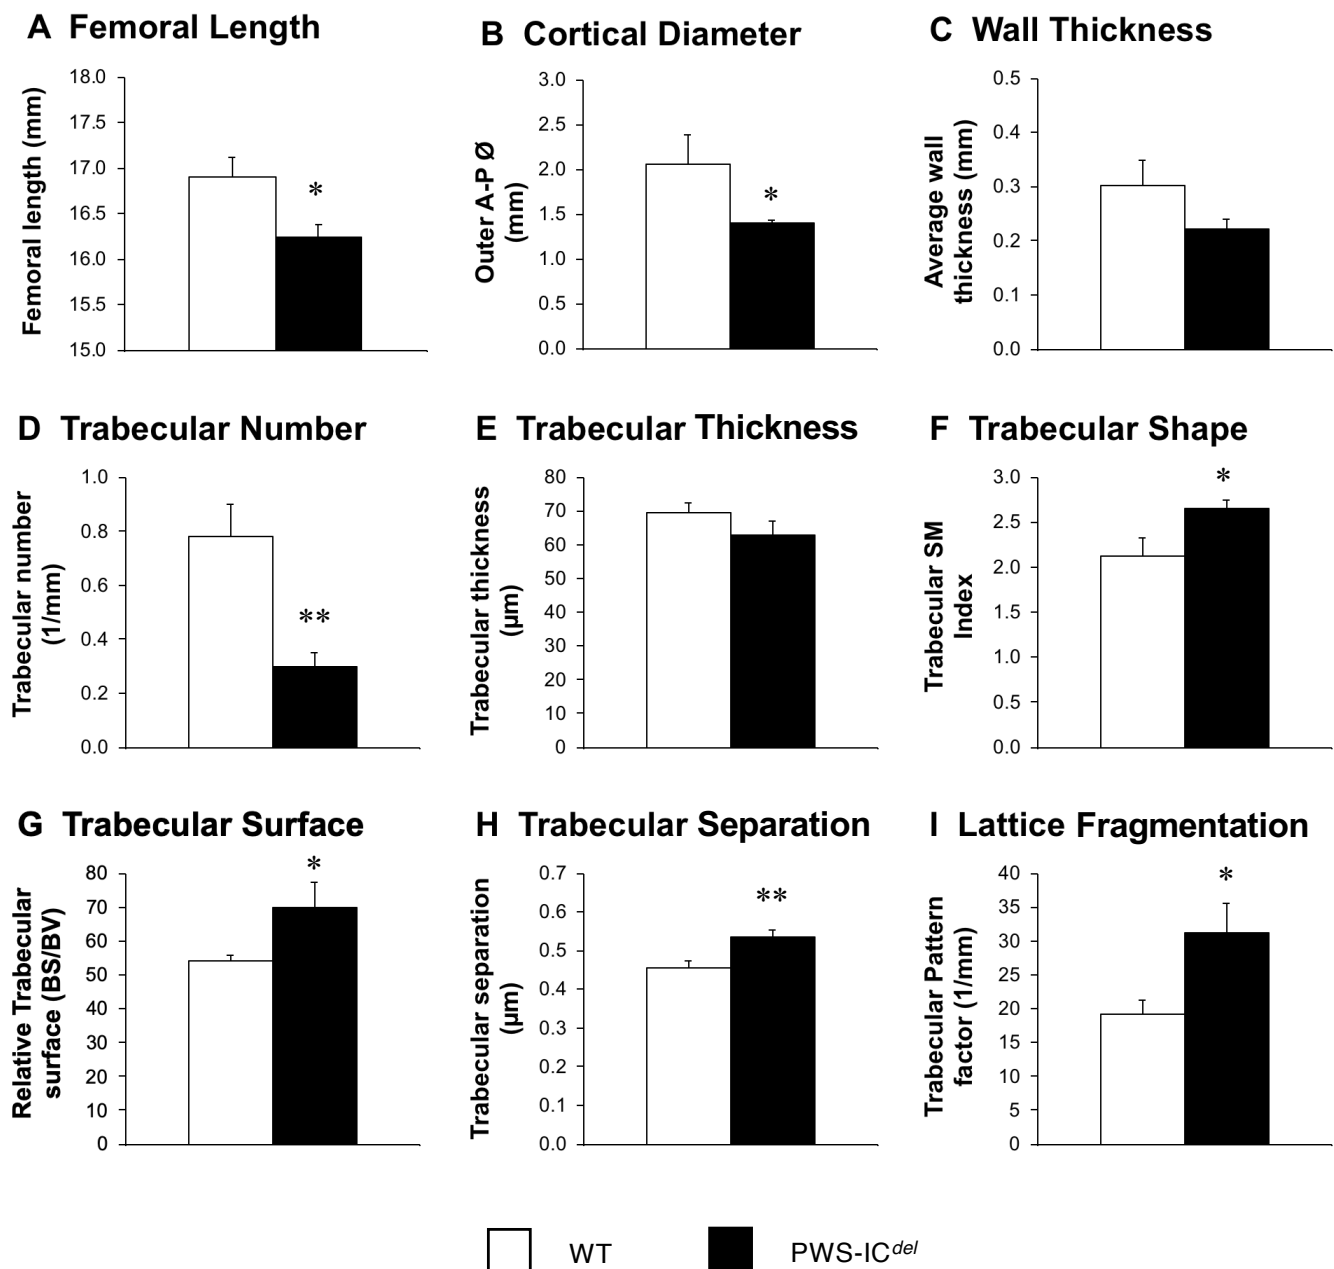 A Femoral Length
Femoral length (mm)
18.0
17.5
17.0
16.5
16.0
15.5
15.0
*
B Cortical Diameter
Outer A-P Ø
(mm)
3.0
2.5
2.0
1.5
1.0
0.5
0.0
*
C Wall Thickness
Average wall
thickness (mm)
0.5
0.4
0.3
0.2
0.1
0.0
D Trabecular Number
Trabecular number
(1/mm)
1.0
0.8
0.6
0.4
0.2
0.0
**
E Trabecular Thickness
Trabecular thickness
(µm)
80
70
60
50
40
30
20
10
0
F Trabecular Shape
Trabecular SM
Index
3.0
2.5
2.0
1.5
1.0
0.5
0.0
*
G Trabecular Surface
Relative Trabecular
surface (BS/BV)
80
70
60
50
40
30
20
10
0
*
H Trabecular Separation
Trabecular separation
(µm)
0.7
0.6
0.5
0.4
0.3
0.2
0.1
0.0
**
I Lattice Fragmentation
Trabecular Pattern
factor (1/mm)
40
35
30
25
20
15
10
5
0
*
WT
PWS-ICdel